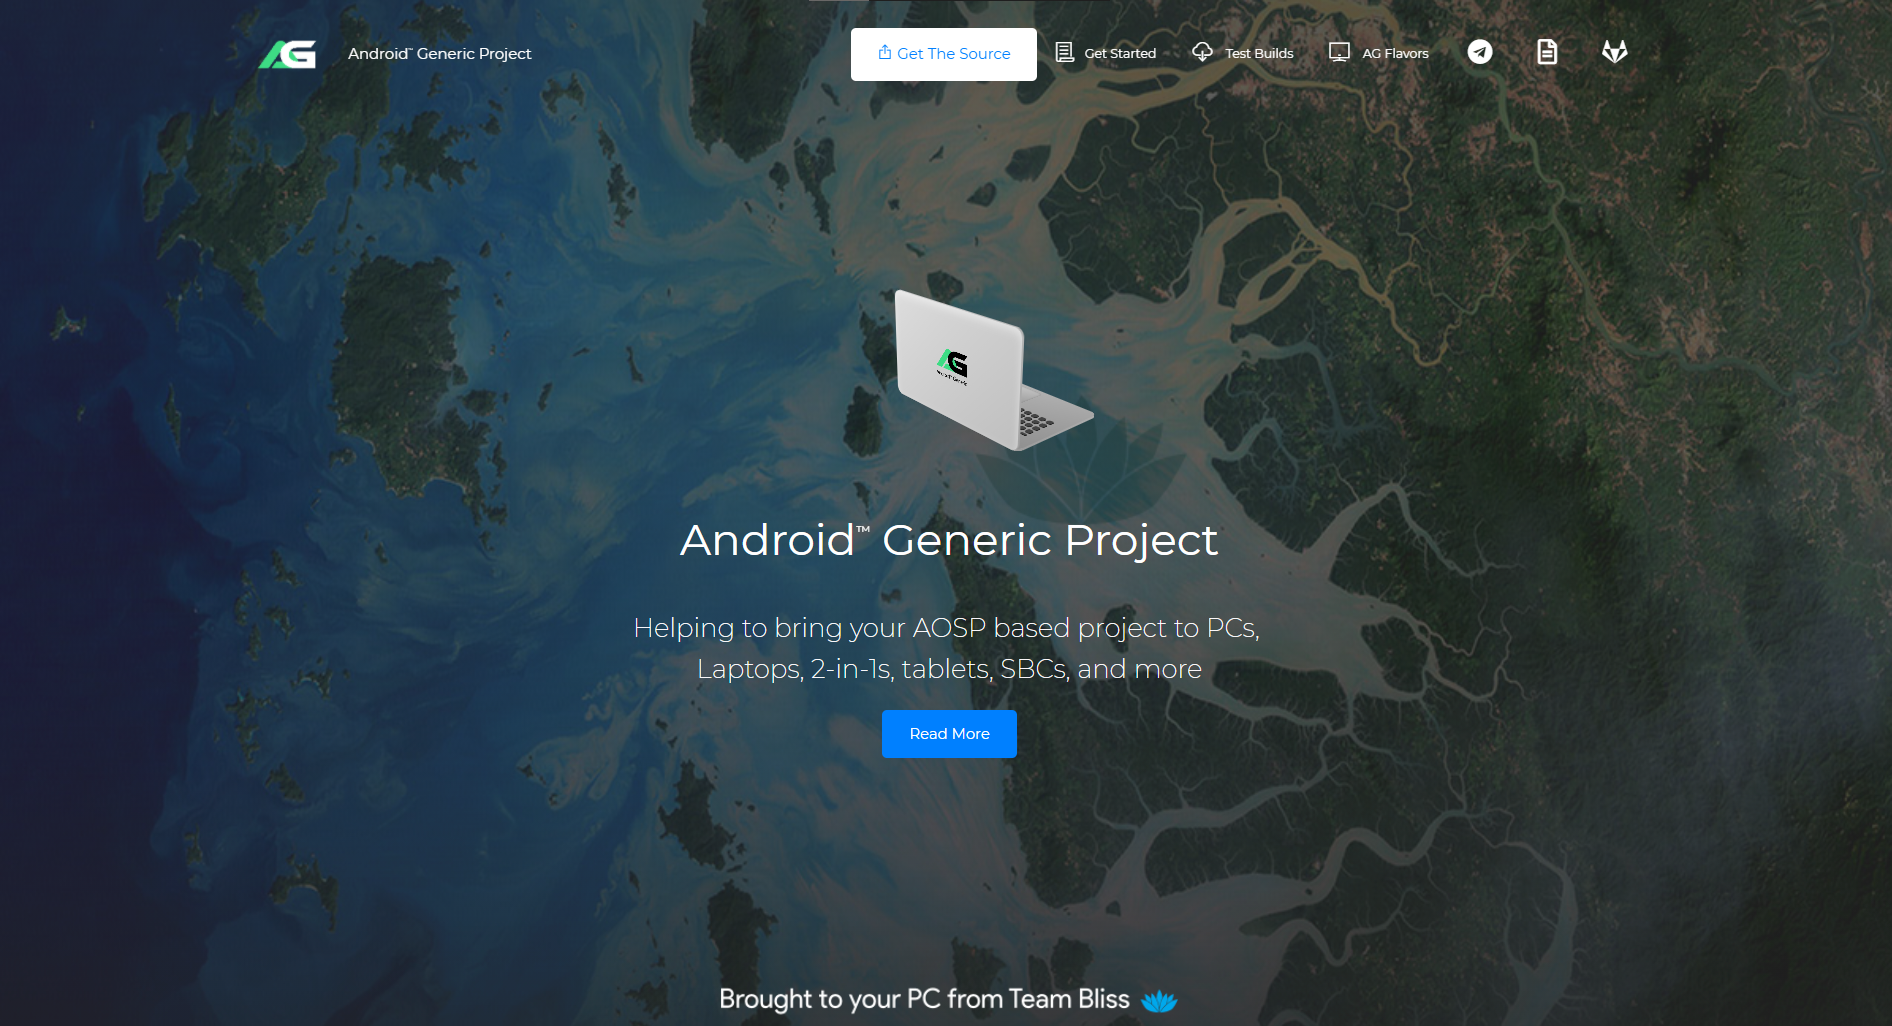 AG
Android™ Generic Project
Get The Source
Get Started
Test Builds
AG Flavors
AG
Android™ Generic Project
Helping to bring your AOSP based project to PCs,
Laptops, 2-in-1s, tablets, SBCs, and more
Read More
Brought to your PC from Team Bliss